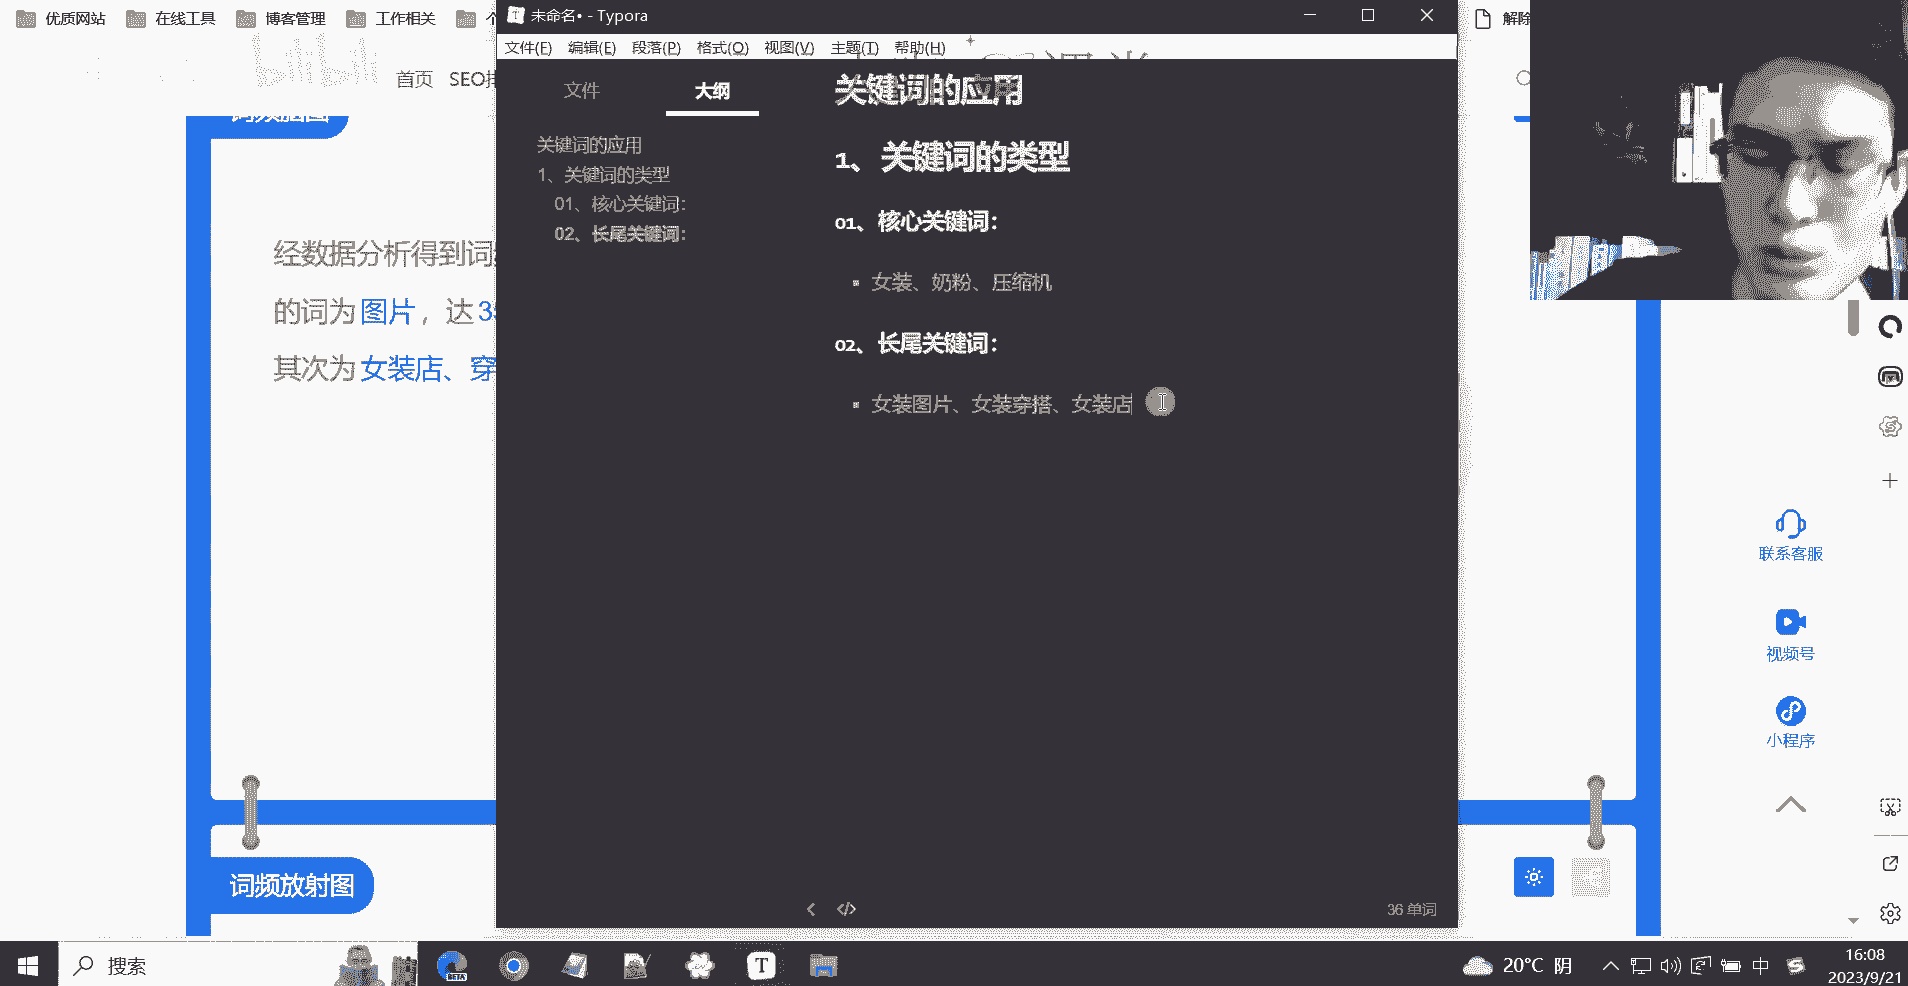 优质网站
在线工具
博客管理
工作相关
未命名• - Typora
解除
文件(F) 编辑(E) 段落(P) 格式(O) 视图(V) 主题(T) 帮助(H)
bilibili
首页 SEO
文件
大纲
关键词的应用
1、关键词的类型
01、核心关键词：
02、长尾关键词：
关键词的应用
1、关键词的类型
01、核心关键词：
女装、奶粉、压缩机
02、长尾关键词：
女装图片、女装穿搭、女装店
36 单词
词频脑图
经数据分析得到词
的词为 图片 ，达 3
其次为 女装店、穿
词频放射图
联系客服
视频号
小程序
搜索
BETA
T
20°C 阴
中
16:08
2023/9/21